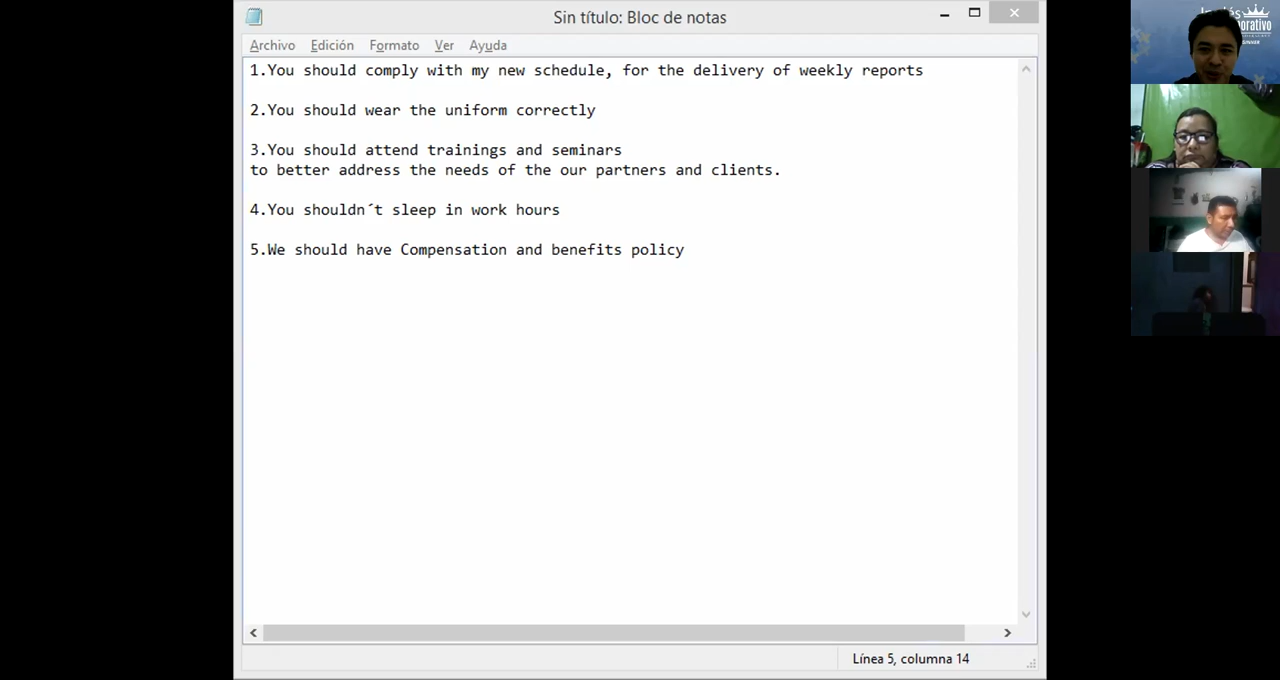 Sin título: Bloc de notas
Archivo Edición Formato Ver Ayuda
1.You should comply with my new schedule, for the delivery of weekly reports
2.You should wear the uniform correctly
3.You should attend trainings and seminars
to better address the needs of the our partners and clients.
4.You shouldn´t sleep in work hours
5.We should have Compensation and benefits policy
Línea 5, columna 14